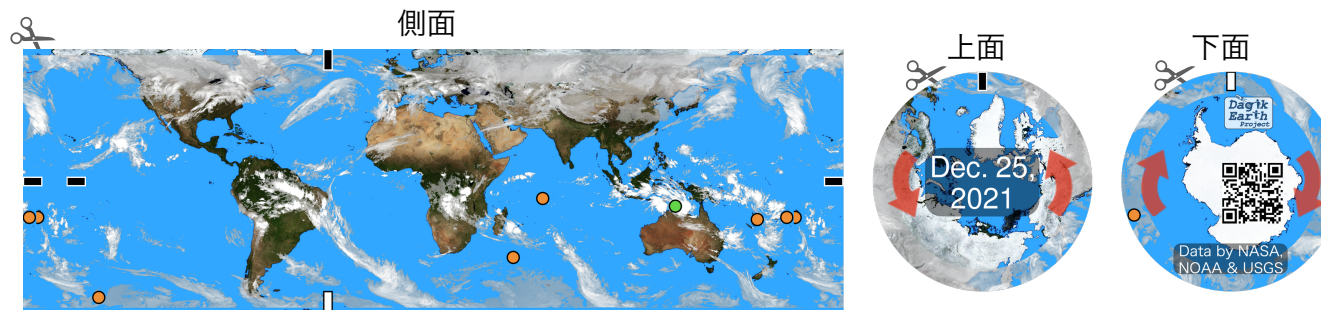 側面
上面
下面
Dec. 25,
2021
Dagik
Earth
Project
Data by NASA,
NOAA & USGS